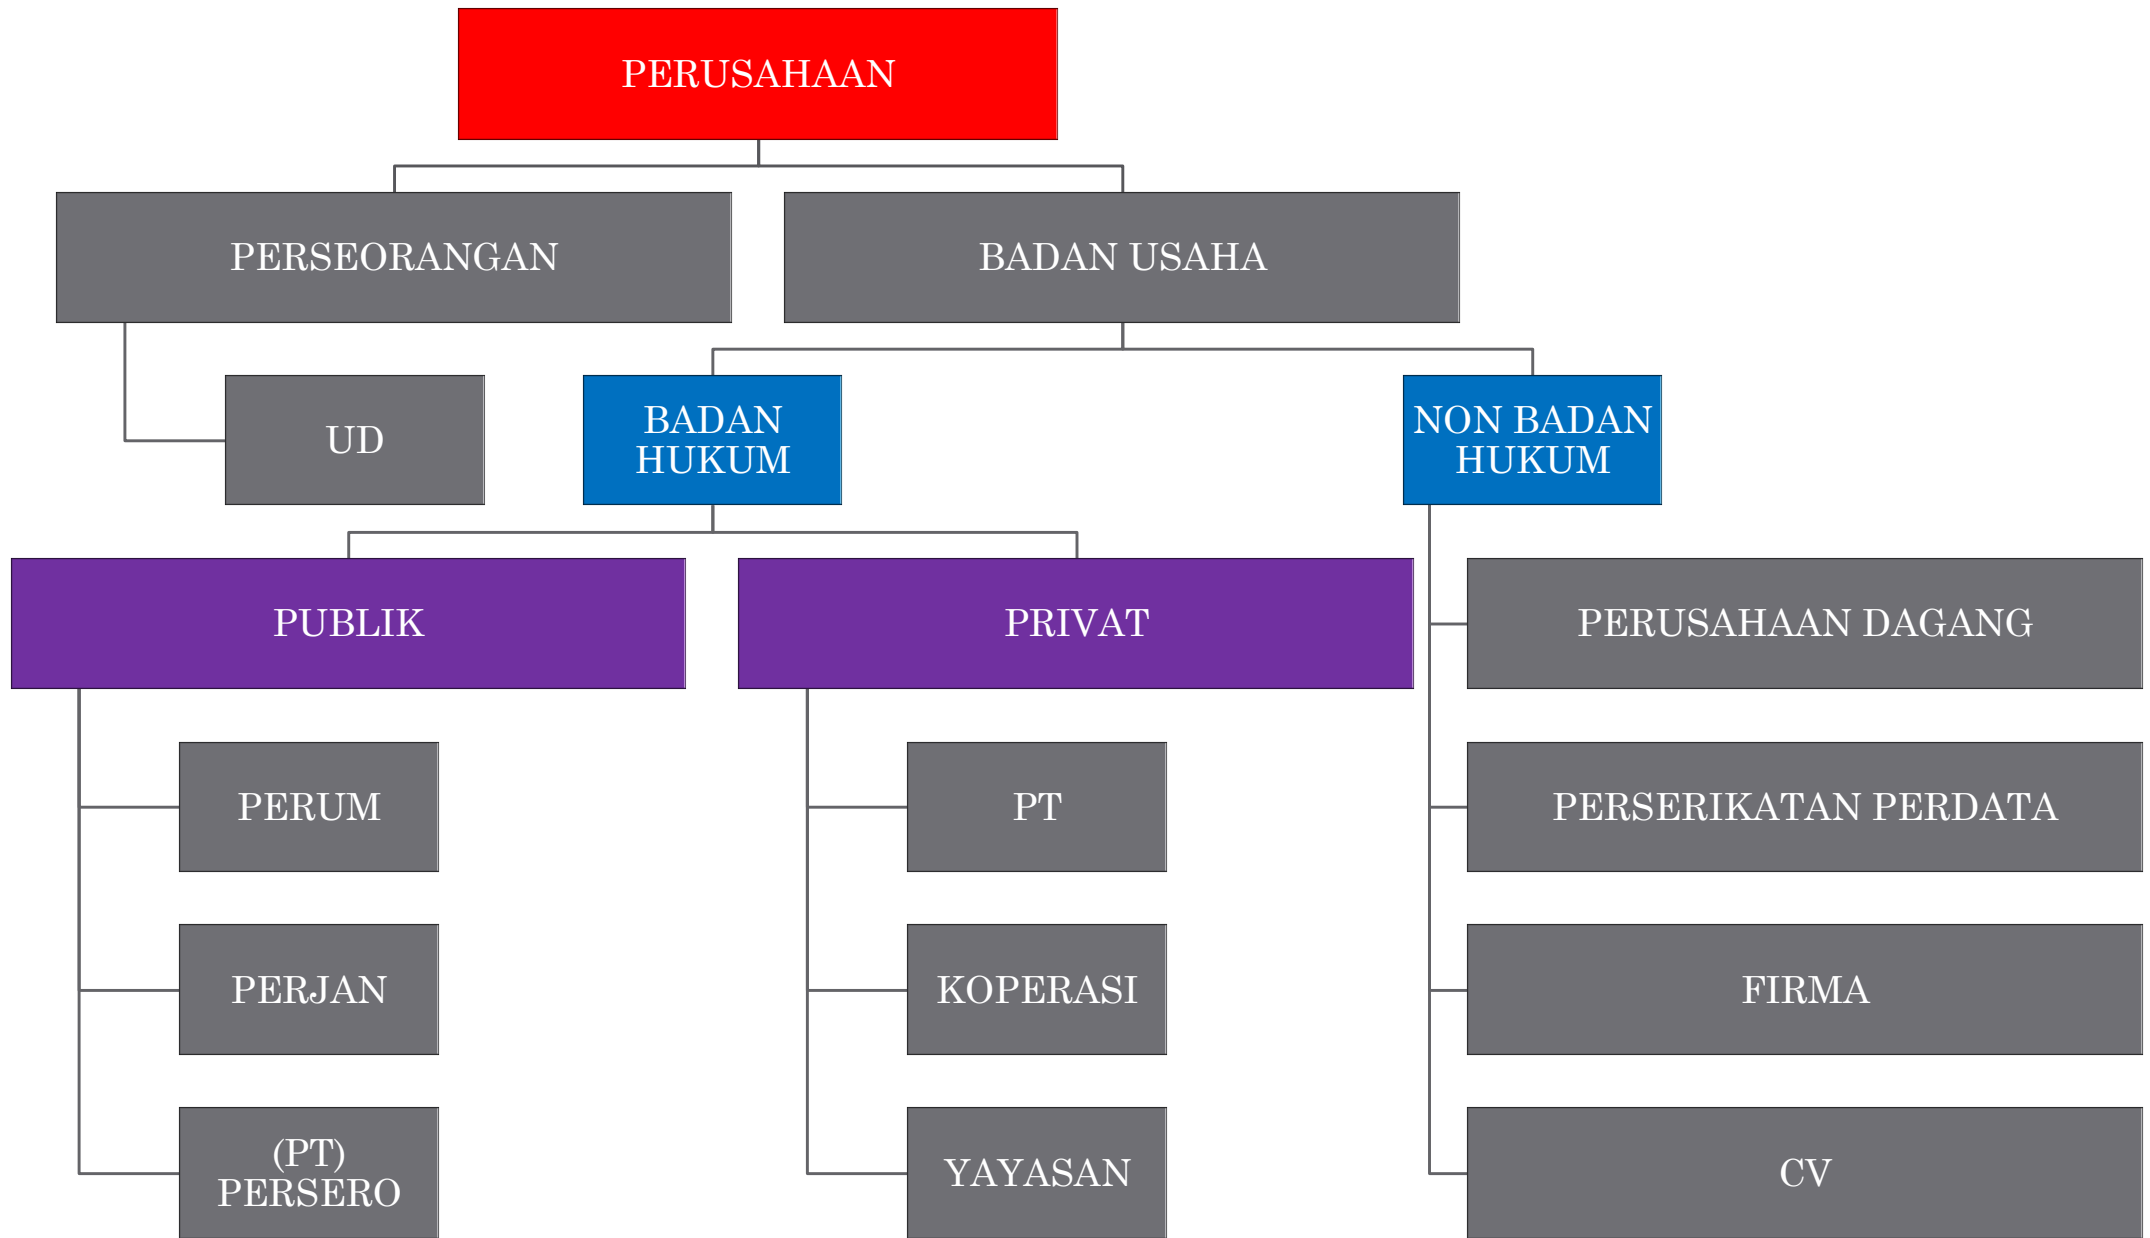 PERUSAHAAN
PERSEORANGAN
BADAN USAHA
UD
BADAN
HUKUM
NON BADAN
HUKUM
PUBLIK
PRIVAT
PERUSAHAAN DAGANG
PERUM
PT
PERSERIKATAN PERDATA
PERJAN
KOPERASI
FIRMA
(PT)
PERSERO
YAYASAN
CV